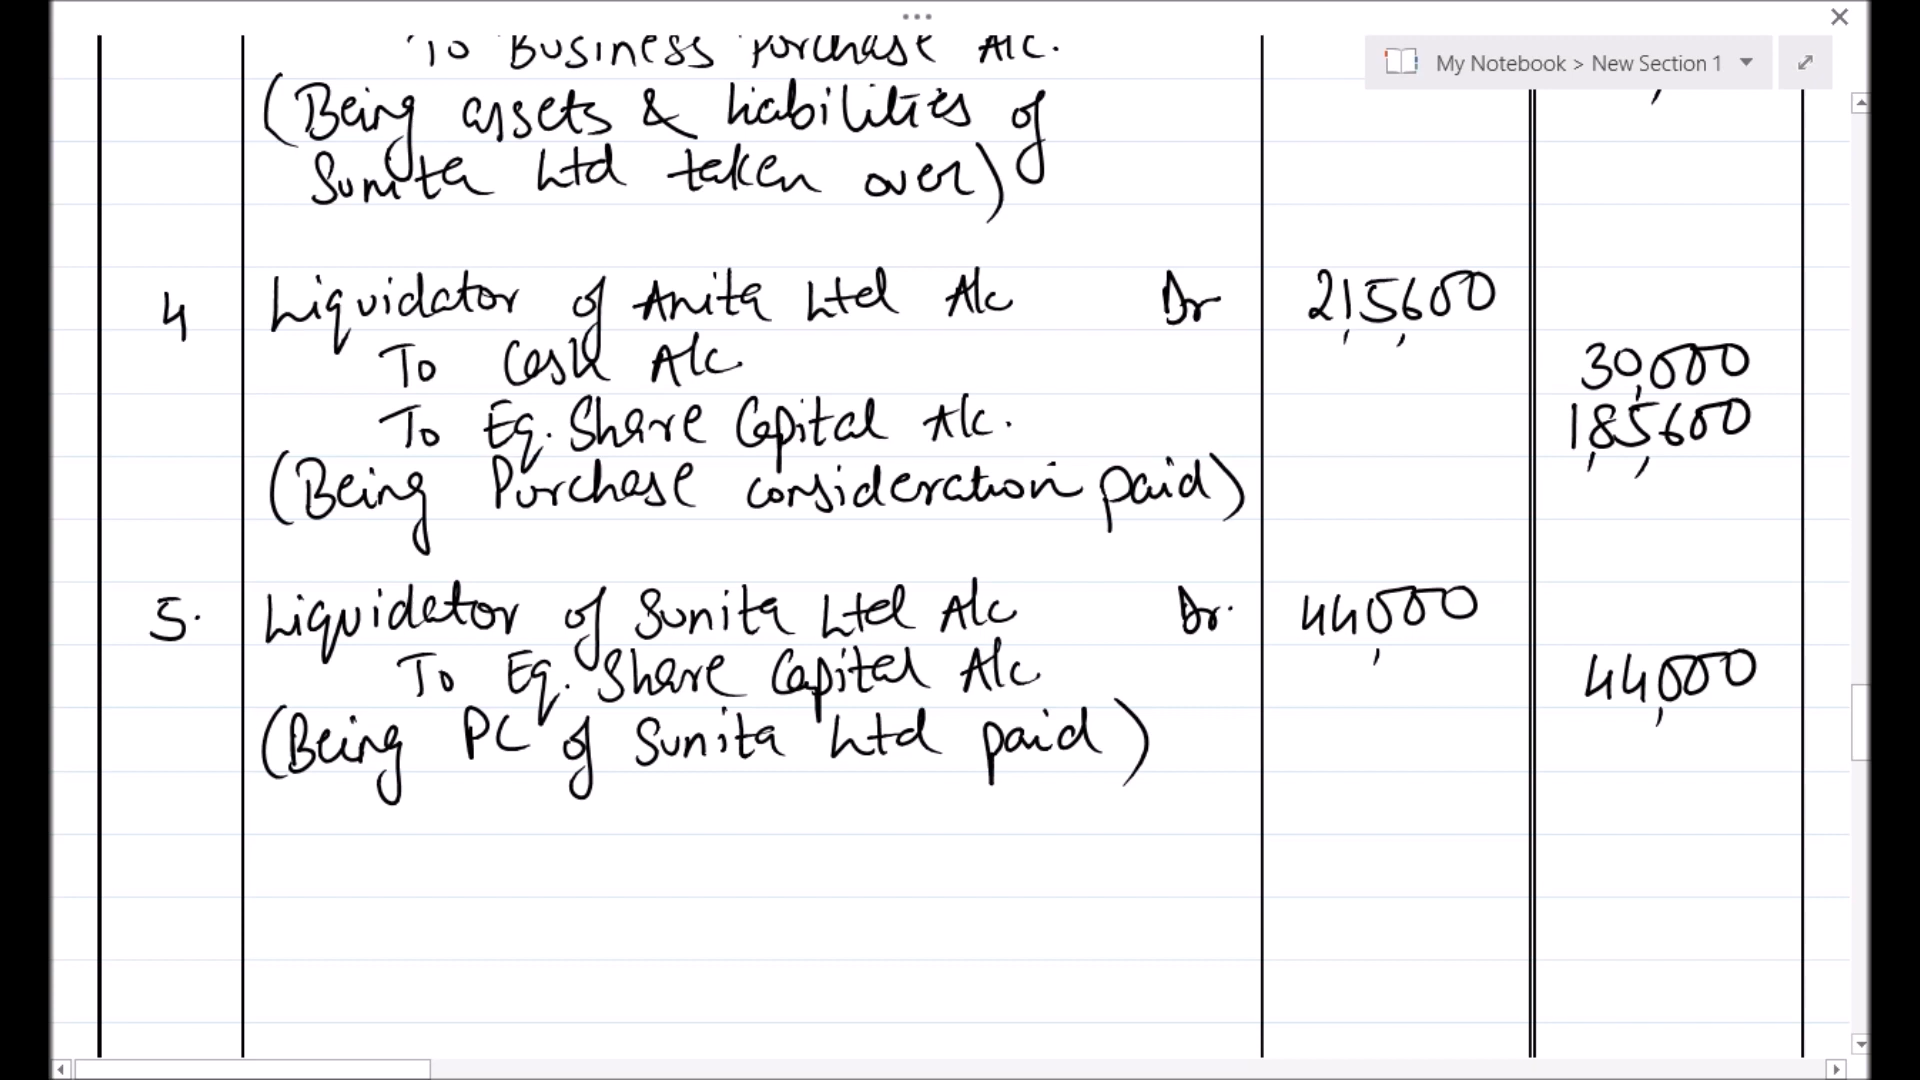 To Business Purchase A/c.
My Notebook > New Section 1
(Being assets & liabilities of
Sunita Ltd taken over)
4 Liquidator of Anita Ltd A/c Dr 2,15,600
To Cash A/c 30,000
To Eq. Share Capital A/c. 1,85,600
(Being Purchase consideration paid)
5. Liquidator of Sunita Ltd A/c Dr. 44,000
To Eq. Share Capital A/c 44,000
(Being PC of Sunita Ltd paid)